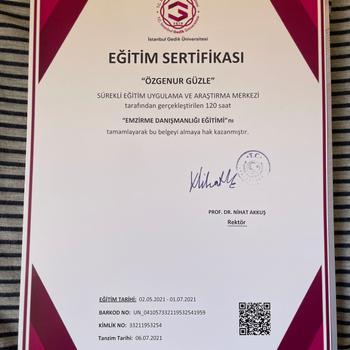 İstanbul Gedik Üniversitesi
EĞİTİM SERTİFİKASI
“ÖZGENUR GÜZLE”
SÜREKLİ EĞİTİM UYGULAMA VE ARAŞTIRMA MERKEZİ
tarafından gerçekleştirilen 120 saat
“EMZİRME DANIŞMANLIĞI EĞİTİMİ”ni
tamamlayarak bu belgeyi almaya hak kazanmıştır.
T.C.
PROF. DR. NİHAT AKKUŞ
Rektör
EĞİTİM TARİHİ: 02.05.2021 - 01.07.2021
BARKOD NO: UN_041057332119532541959
KİMLİK NO: 33211953254
Tanzim Tarihi: 06.07.2021